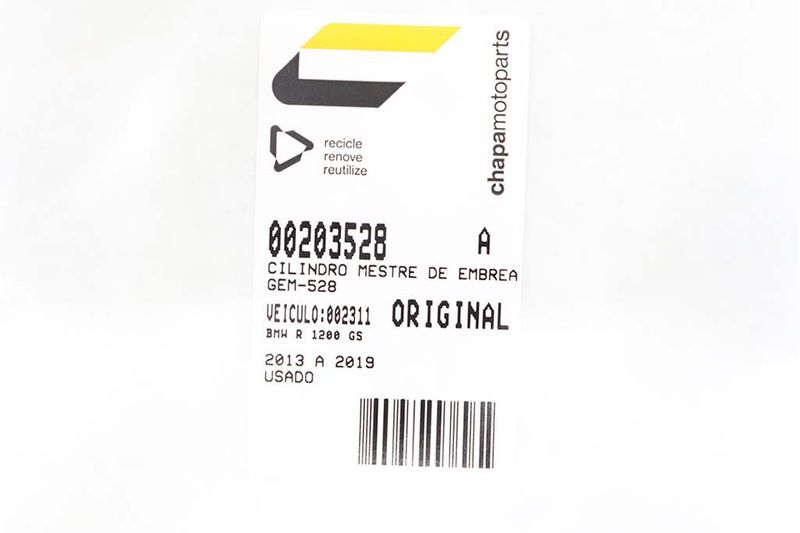 chapamotoparts
recicle
renove
reutilize
00203528 A
CILINDRO MESTRE DE EMBREA
GEM-528
VEICULO:002311 ORIGINAL
BMW R 1200 GS
2013 A 2019
USADO